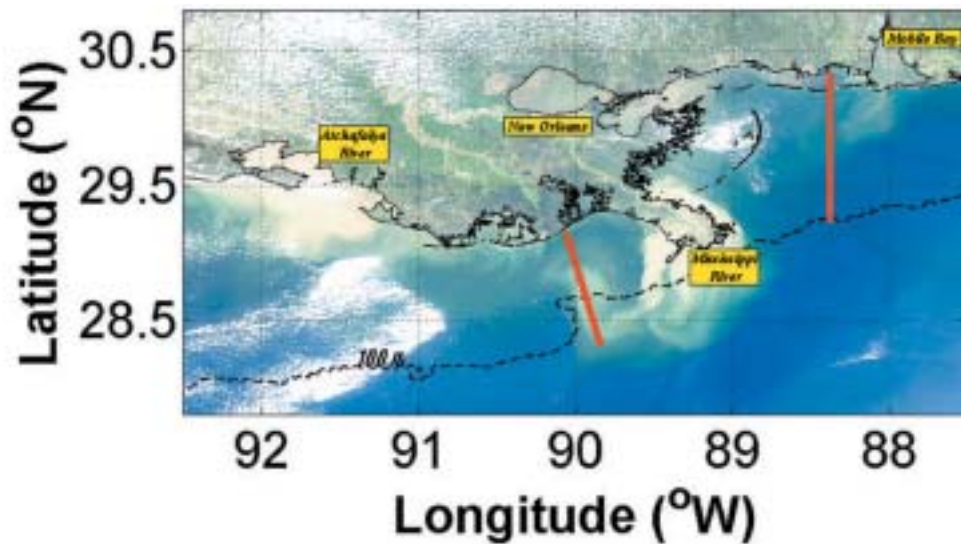 Mobile Bay
30.5
New Orleans
Atchafalya
River
29.5
Mississippi
River
28.5
100 m
92 91 90 89 88
Latitude (°N)
Longitude (°W)